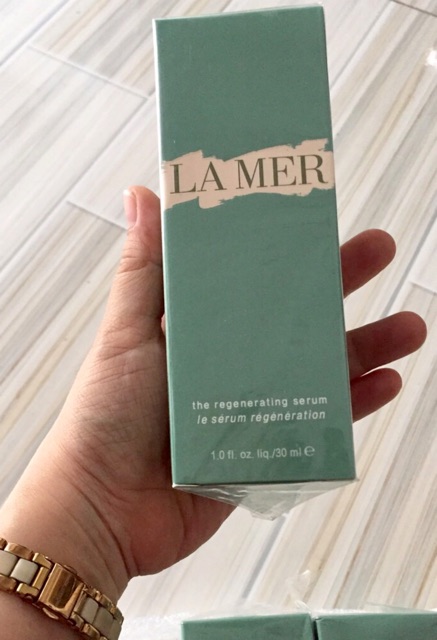 LA MER
the regenerating serum
le sérum régénération
1.0 fl. oz. liq./30 ml ℮